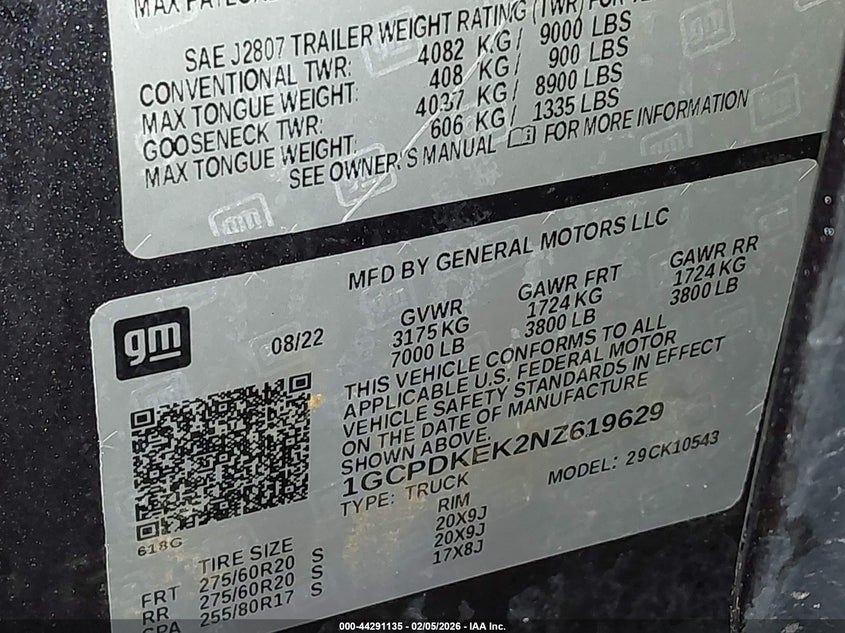 SAE J2807 TRAILER WEIGHT RATING (TWR)
CONVENTIONAL TWR: 4082 KG/ 9000 LBS
MAX TONGUE WEIGHT: 408 KG/ 900 LBS
GOOSENECK TWR: 4037 KG/ 8900 LBS
MAX TONGUE WEIGHT: 606 KG/ 1335 LBS
SEE OWNER'S MANUAL FOR MORE INFORMATION
MFD BY GENERAL MOTORS LLC
gm
08/22
GVWR GAWR FRT GAWR RR
3175 KG 1724 KG 1724 KG
7000 LB 3800 LB 3800 LB
THIS VEHICLE CONFORMS TO ALL
APPLICABLE U.S. FEDERAL MOTOR
VEHICLE SAFETY STANDARDS IN EFFECT
ON THE DATE OF MANUFACTURE
SHOWN ABOVE.
1GCPDKEK2NZ619629
TYPE: TRUCK MODEL: 29CK10543
618G
TIRE SIZE RIM
FRT 275/60R20 S 20X9J
RR 275/60R20 S 20X9J
SPA 255/80R17 S 17X8J
000-44291135 - 02/05/2026 - IAA Inc.